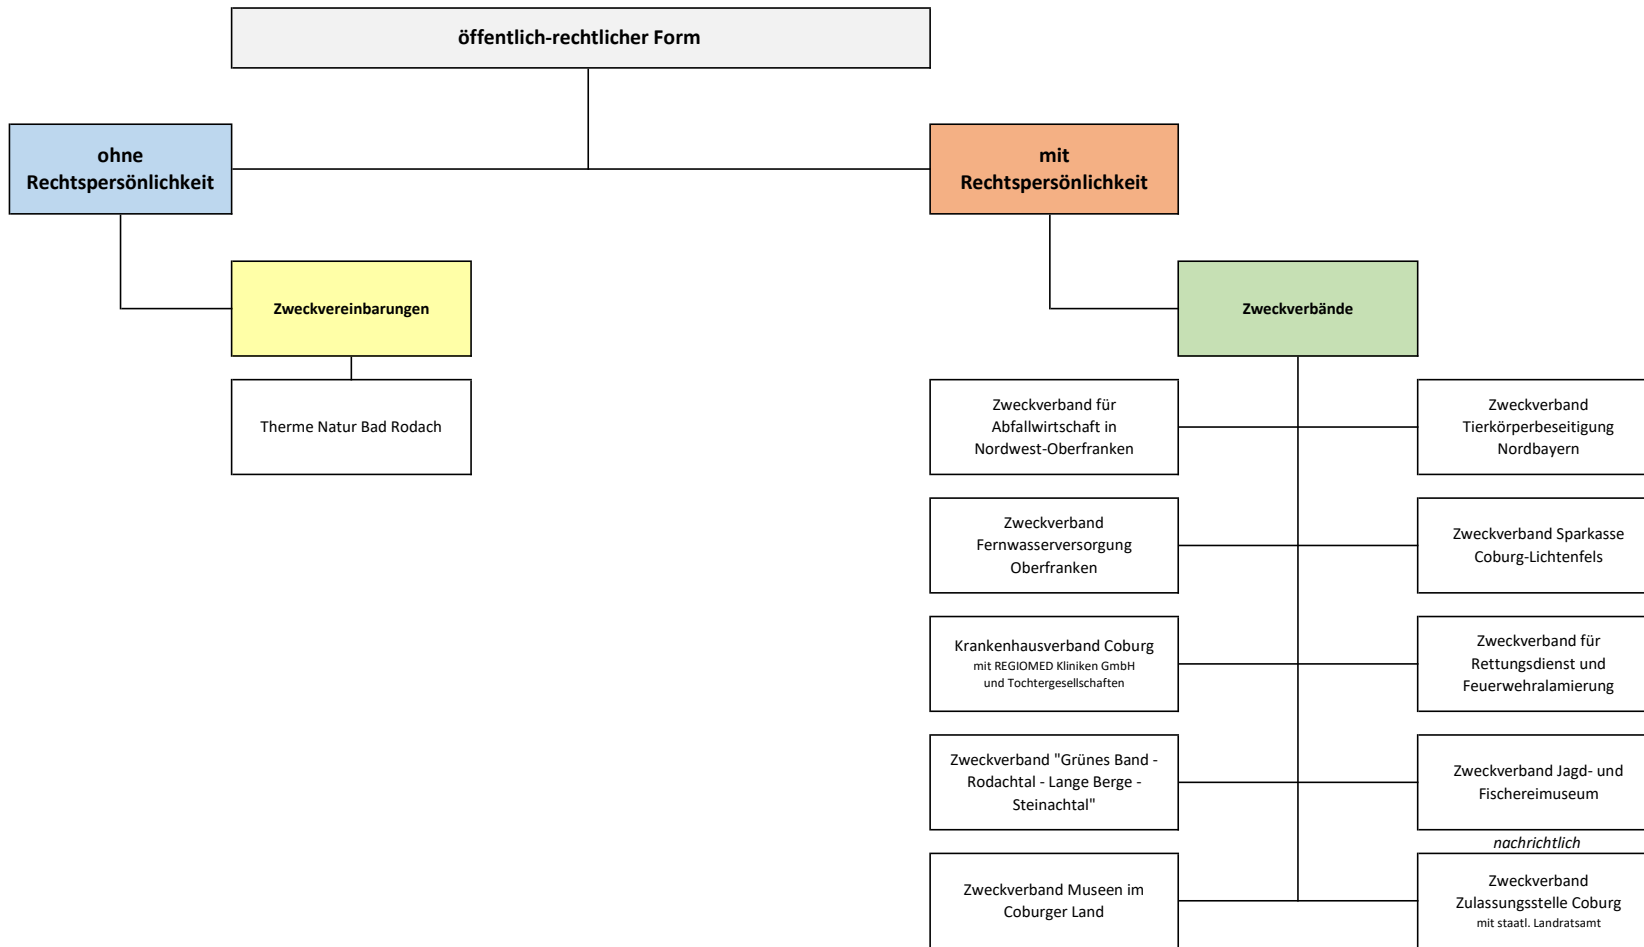 öffentlich-rechtlicher Form
ohne
Rechtspersönlichkeit
mit
Rechtspersönlichkeit
Zweckvereinbarungen
Zweckverbände
Therme Natur Bad Rodach
Zweckverband für
Abfallwirtschaft in
Nordwest-Oberfranken
Zweckverband
Tierkörperbeseitigung
Nordbayern
Zweckverband
Fernwasserversorgung
Oberfranken
Zweckverband Sparkasse
Coburg-Lichtenfels
Krankenhausverband Coburg
mit REGIOMED Kliniken GmbH
und Tochtergesellschaften
Zweckverband für
Rettungsdienst und
Feuerwehralamierung
Zweckverband "Grünes Band -
Rodachtal - Lange Berge -
Steinachtal"
Zweckverband Jagd- und
Fischereimuseum
nachrichtlich
Zweckverband Museen im
Coburger Land
Zweckverband
Zulassungsstelle Coburg
mit staatl. Landratsamt